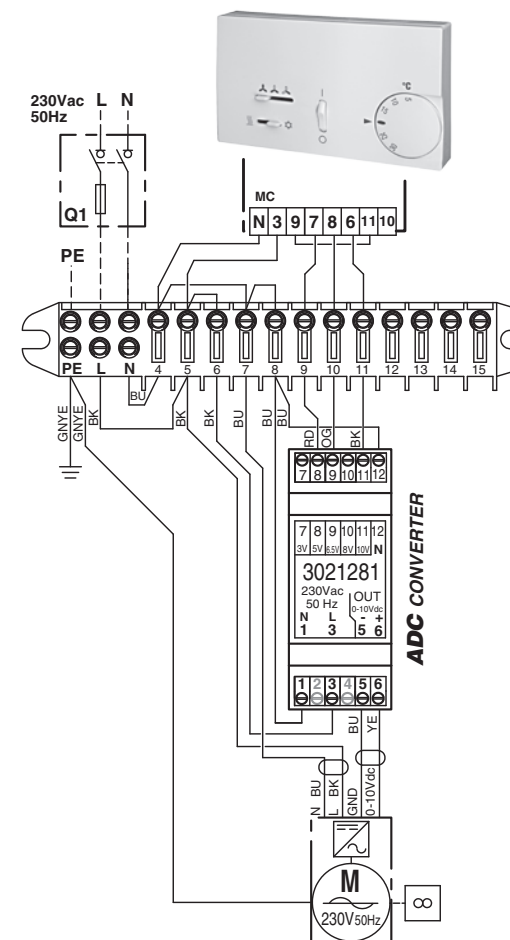 °C
230Vac L N
50Hz
Q1
PE
MC
N 3 9 7 8 6 11 10
PE L N 4 5 6 7 8 9 10 11 12 13 14 15
GNYE GNYE BK BU BK BK BU BU BU RD OG BK
7 8 9 10 11 12
7 8 9 10 11 12
3V 5V 6.5V 8V 10V N
3021281
230Vac
50 Hz
OUT
0-10Vdc
N L - +
1 3 5 6
ADC CONVERTER
1 2 3 4 5 6
BU YE
N BU
L BK
GND
0-10Vdc
M
230V50Hz
8